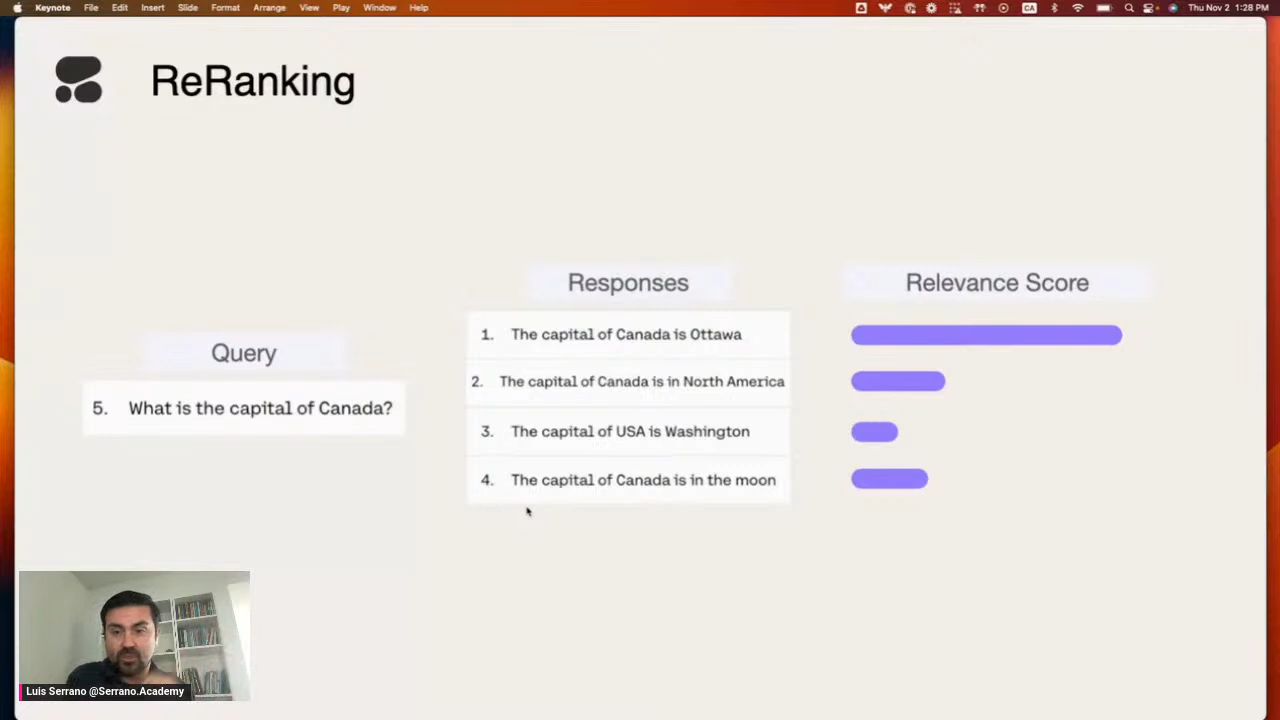 Keynote File Edit Insert Slide Format Arrange View Play Window Help CA Thu Nov 2 1:28 PM
ReRanking
Responses Relevance Score
1. The capital of Canada is Ottawa
Query
2. The capital of Canada is in North America
5. What is the capital of Canada?
3. The capital of USA is Washington
4. The capital of Canada is in the moon
Luis Serrano @Serrano.Academy